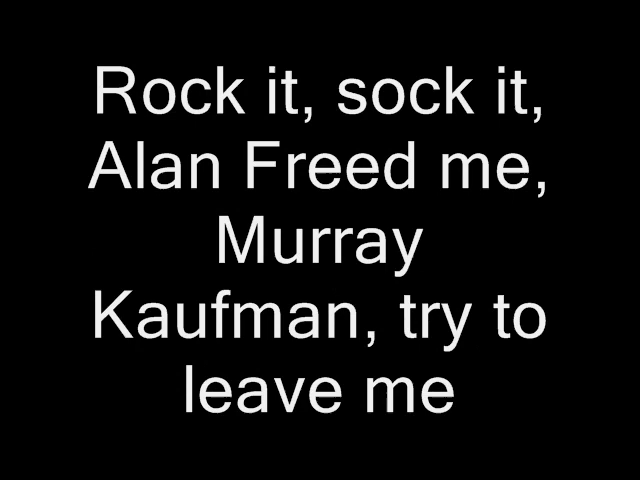 Rock it, sock it,
Alan Freed me,
Murray
Kaufman, try to
leave me